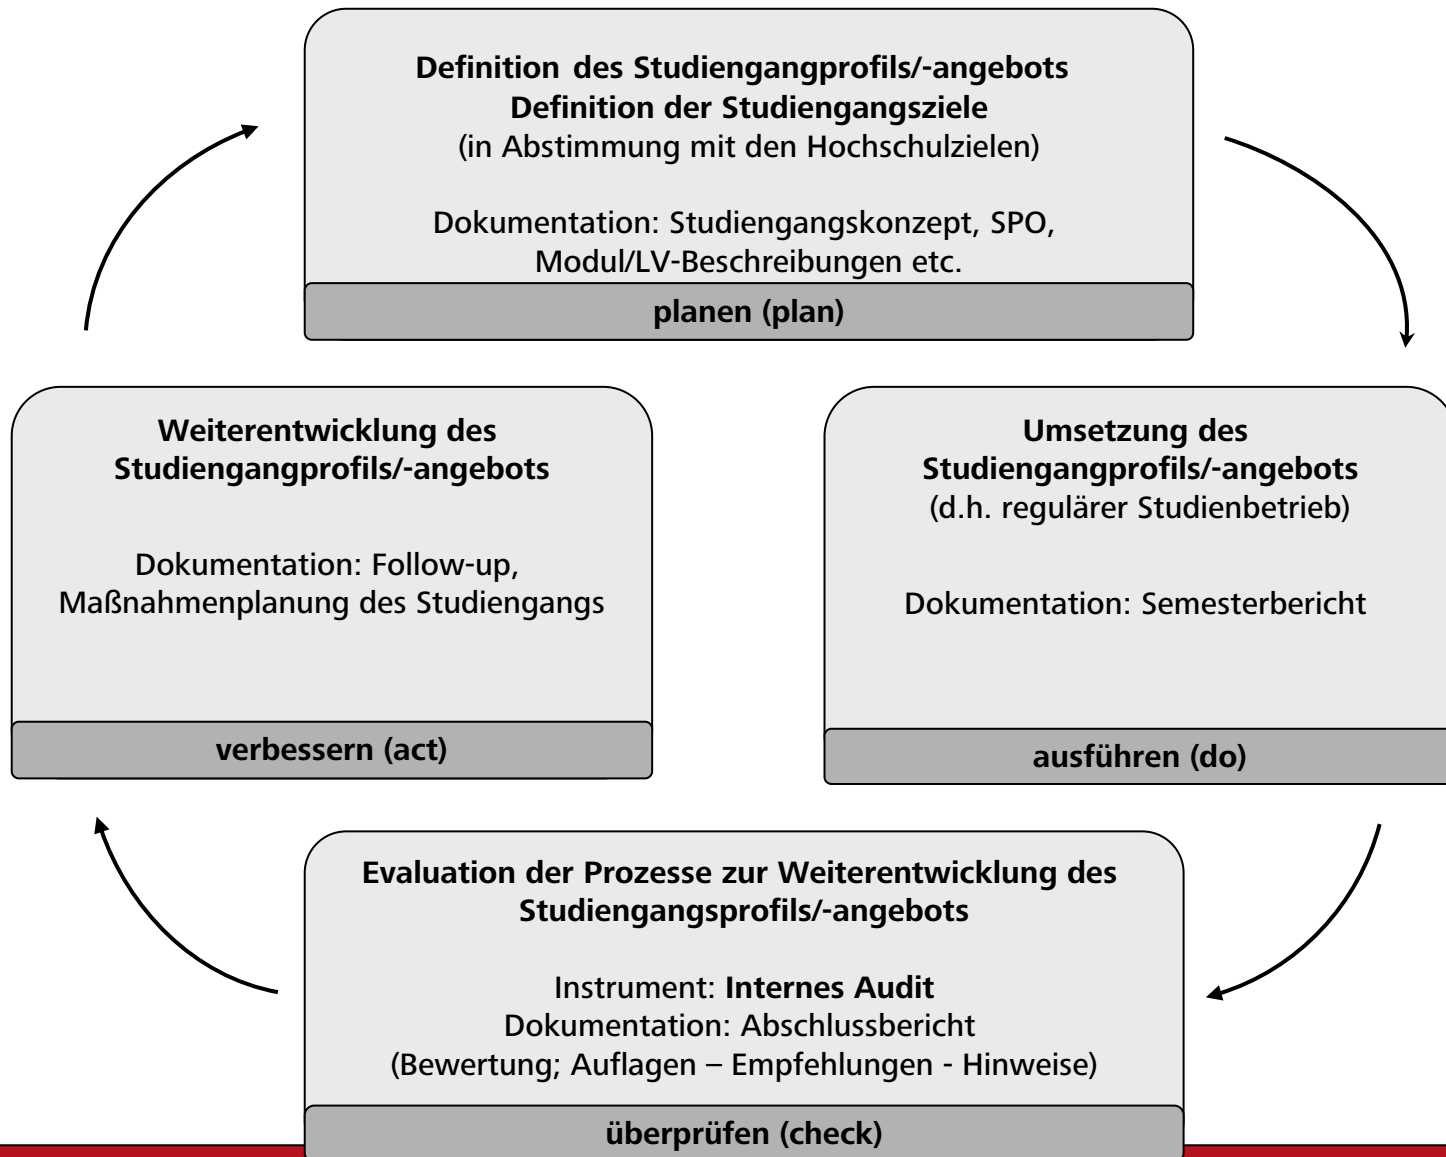 Definition des Studiengangprofils/-angebots
Definition der Studiengangsziele
(in Abstimmung mit den Hochschulzielen)
Dokumentation: Studiengangskonzept, SPO,
Modul/LV-Beschreibungen etc.
planen (plan)
Weiterentwicklung des
Studiengangprofils/-angebots
Dokumentation: Follow-up,
Maßnahmenplanung des Studiengangs
verbessern (act)
Umsetzung des
Studiengangprofils/-angebots
(d.h. regulärer Studienbetrieb)
Dokumentation: Semesterbericht
ausführen (do)
Evaluation der Prozesse zur Weiterentwicklung des
Studiengangsprofils/-angebots
Instrument: Internes Audit
Dokumentation: Abschlussbericht
(Bewertung; Auflagen – Empfehlungen - Hinweise)
überprüfen (check)